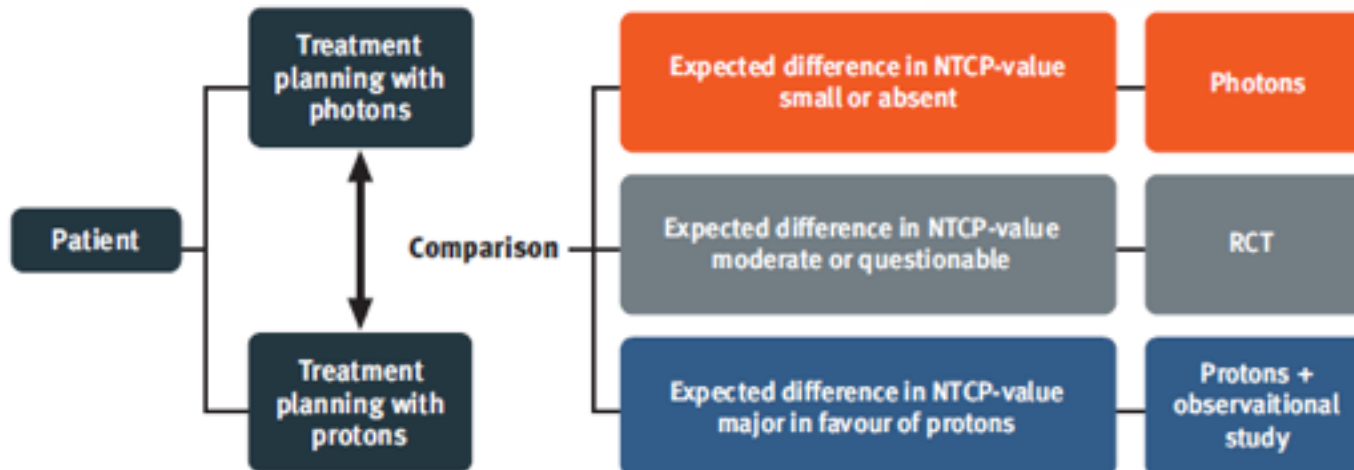 Treatment
planning with
photons
Patient
Treatment
planning with
protons
Comparison
Expected difference in NTCP-value
small or absent
Photons
Expected difference in NTCP-value
moderate or questionable
RCT
Expected difference in NTCP-value
major in favour of protons
Protons +
observaitional
study